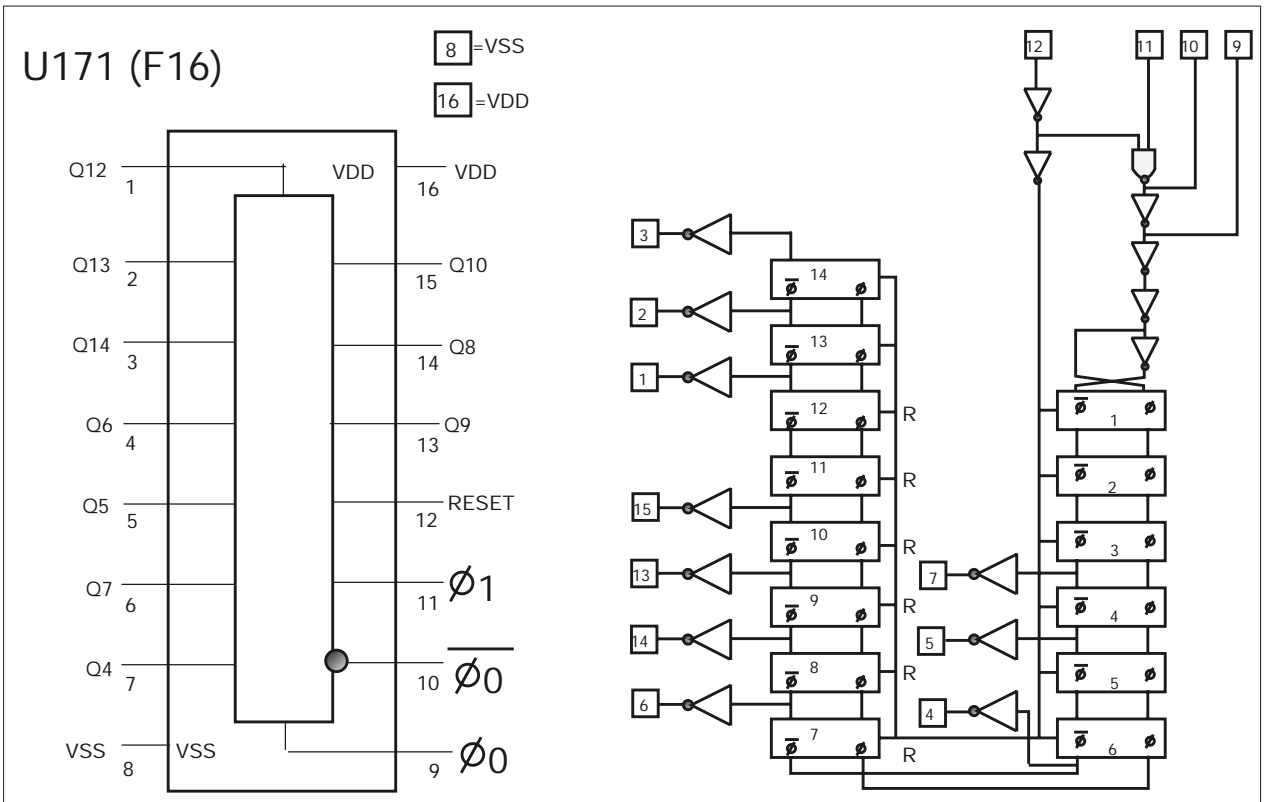 U171 (F16)
8 =VSS
16 =VDD
Q12 1
VDD
16 VDD
Q13 2
15 Q10
Q14 3
14 Q8
Q6 4
13 Q9
Q5 5
12 RESET
Q7 6
11 Ø1
Q4 7
10 Ø0̅
VSS 8 VSS
9 Ø0
12 11 10 9
3
14
Ø̅ Ø
2
13
Ø̅ Ø
1
12
Ø̅ Ø
R
11
Ø̅ Ø
R
15
10
Ø̅ Ø
R
13
9
Ø̅ Ø
R
14
8
Ø̅ Ø
R
6
7
Ø̅ Ø
R
Ø̅ 1 Ø
Ø̅ 2 Ø
Ø̅ 3 Ø
7
Ø̅ 4 Ø
5
Ø̅ 5 Ø
4
Ø̅ 6 Ø